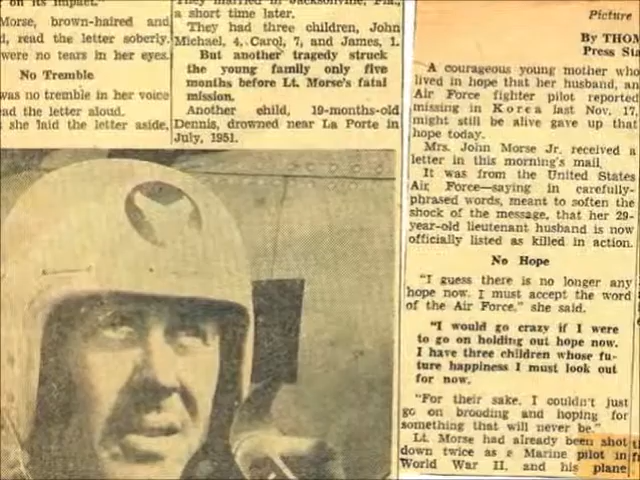 on its impact."
Morse, brown-haired and
d, read the letter soberly.
were no tears in her eyes.
No Tremble
was no tremble in her voice
ead the letter aloud.
she laid the letter aside,
They married in Jacksonville, Fla.,
a short time later.
They had three children, John
Michael, 4, Carol, 7, and James, 1.
But another tragedy struck
the young family only five
months before Lt. Morse's fatal
mission.
Another child, 19-months-old
Dennis, drowned near La Porte in
July, 1951.
Picture
By THOM
Press Sta
A courageous young mother who
lived in hope that her husband, an
Air Force fighter pilot reported
missing in Korea last Nov. 17,
might still be alive gave up that
hope today.
Mrs. John Morse Jr. received a
letter in this morning's mail.
It was from the United States
Air Force—saying in carefully-
phrased words, meant to soften the
shock of the message, that her 29-
year-old lieutenant husband is now
officially listed as killed in action.
No Hope
"I guess there is no longer any
hope now. I must accept the word
of the Air Force," she said.
"I would go crazy if I were
to go on holding out hope now.
I have three children whose fu-
ture happiness I must look out
for now.
"For their sake, I couldn't just
go on brooding and hoping for
something that will never be."
Lt. Morse had already been shot
down twice as a Marine pilot in
World War II, and his plane